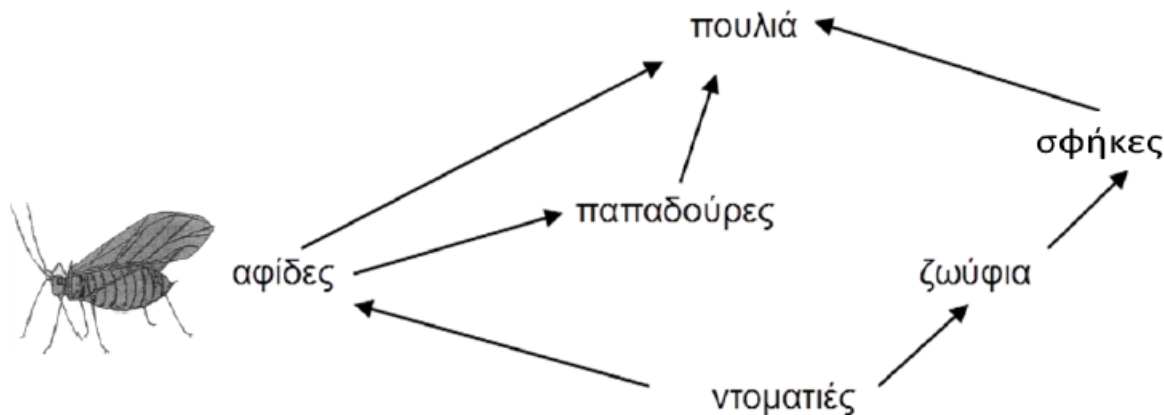 πουλιά
σφήκες
παπαδούρες
αφίδες
ζωύφια
ντοματιές